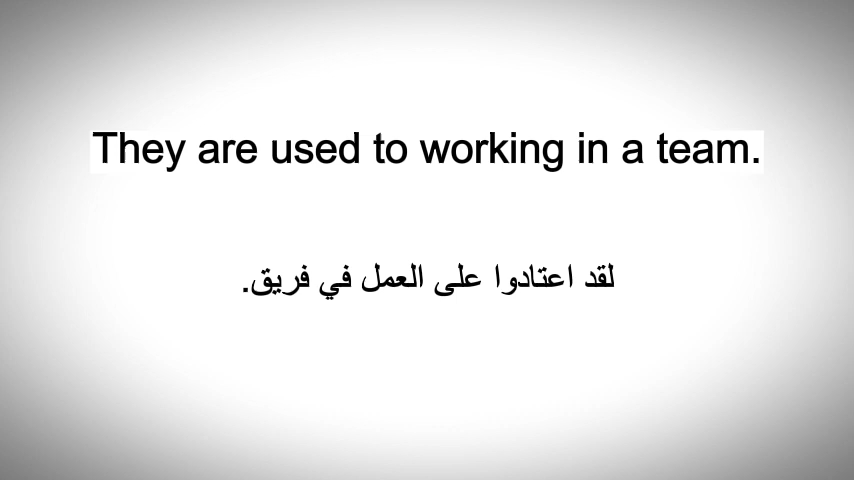 They are used to working in a team.
لقد اعتادوا على العمل في فريق.